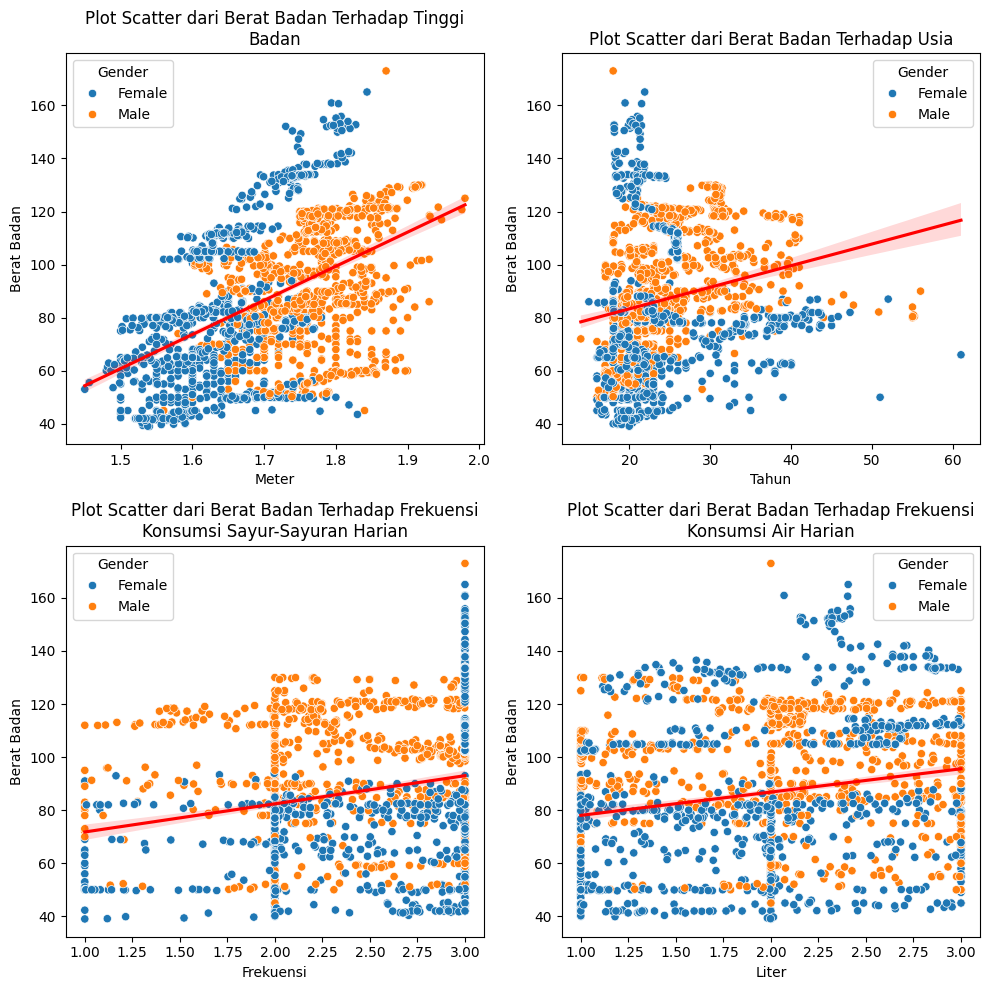 Plot Scatter dari Berat Badan Terhadap Tinggi
Badan
Gender
Female
Male
Berat Badan
160
140
120
100
80
60
40
1.5 1.6 1.7 1.8 1.9 2.0
Meter
Plot Scatter dari Berat Badan Terhadap Usia
Gender
Female
Male
Berat Badan
160
140
120
100
80
60
40
20 30 40 50 60
Tahun
Plot Scatter dari Berat Badan Terhadap Frekuensi
Konsumsi Sayur-Sayuran Harian
Gender
Female
Male
Berat Badan
160
140
120
100
80
60
40
1.00 1.25 1.50 1.75 2.00 2.25 2.50 2.75 3.00
Frekuensi
Plot Scatter dari Berat Badan Terhadap Frekuensi
Konsumsi Air Harian
Gender
Female
Male
Berat Badan
160
140
120
100
80
60
40
1.00 1.25 1.50 1.75 2.00 2.25 2.50 2.75 3.00
Liter